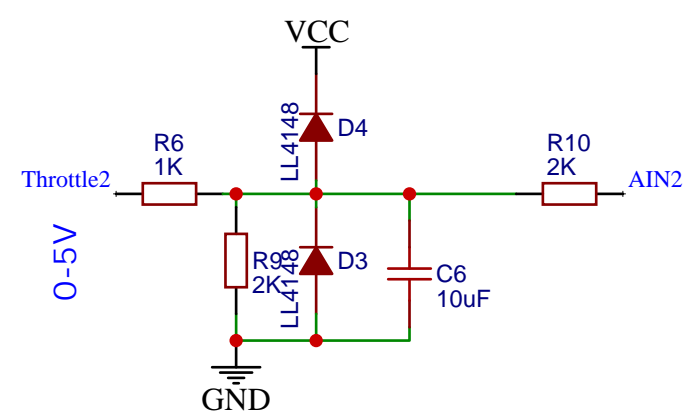 VCC
LL4148
D4
R6
1K
R10
2K
Throttle2
AIN2
0-5V
R9
2K
LL4148
D3
C6
10uF
GND